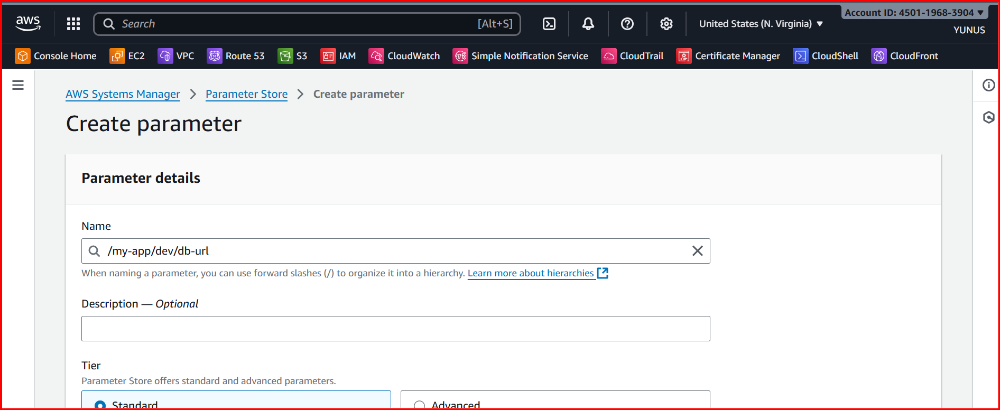 aws
Search [Alt+S]
United States (N. Virginia) ▼
Account ID: 4501-1968-3904 ▼
YUNUS
Console Home EC2 VPC Route 53 S3 IAM CloudWatch Simple Notification Service CloudTrail Certificate Manager CloudShell CloudFront
AWS Systems Manager > Parameter Store > Create parameter
Create parameter
Parameter details
Name
/my-app/dev/db-url
When naming a parameter, you can use forward slashes (/) to organize it into a hierarchy. Learn more about hierarchies
Description — Optional
Tier
Parameter Store offers standard and advanced parameters.
Standard Advanced